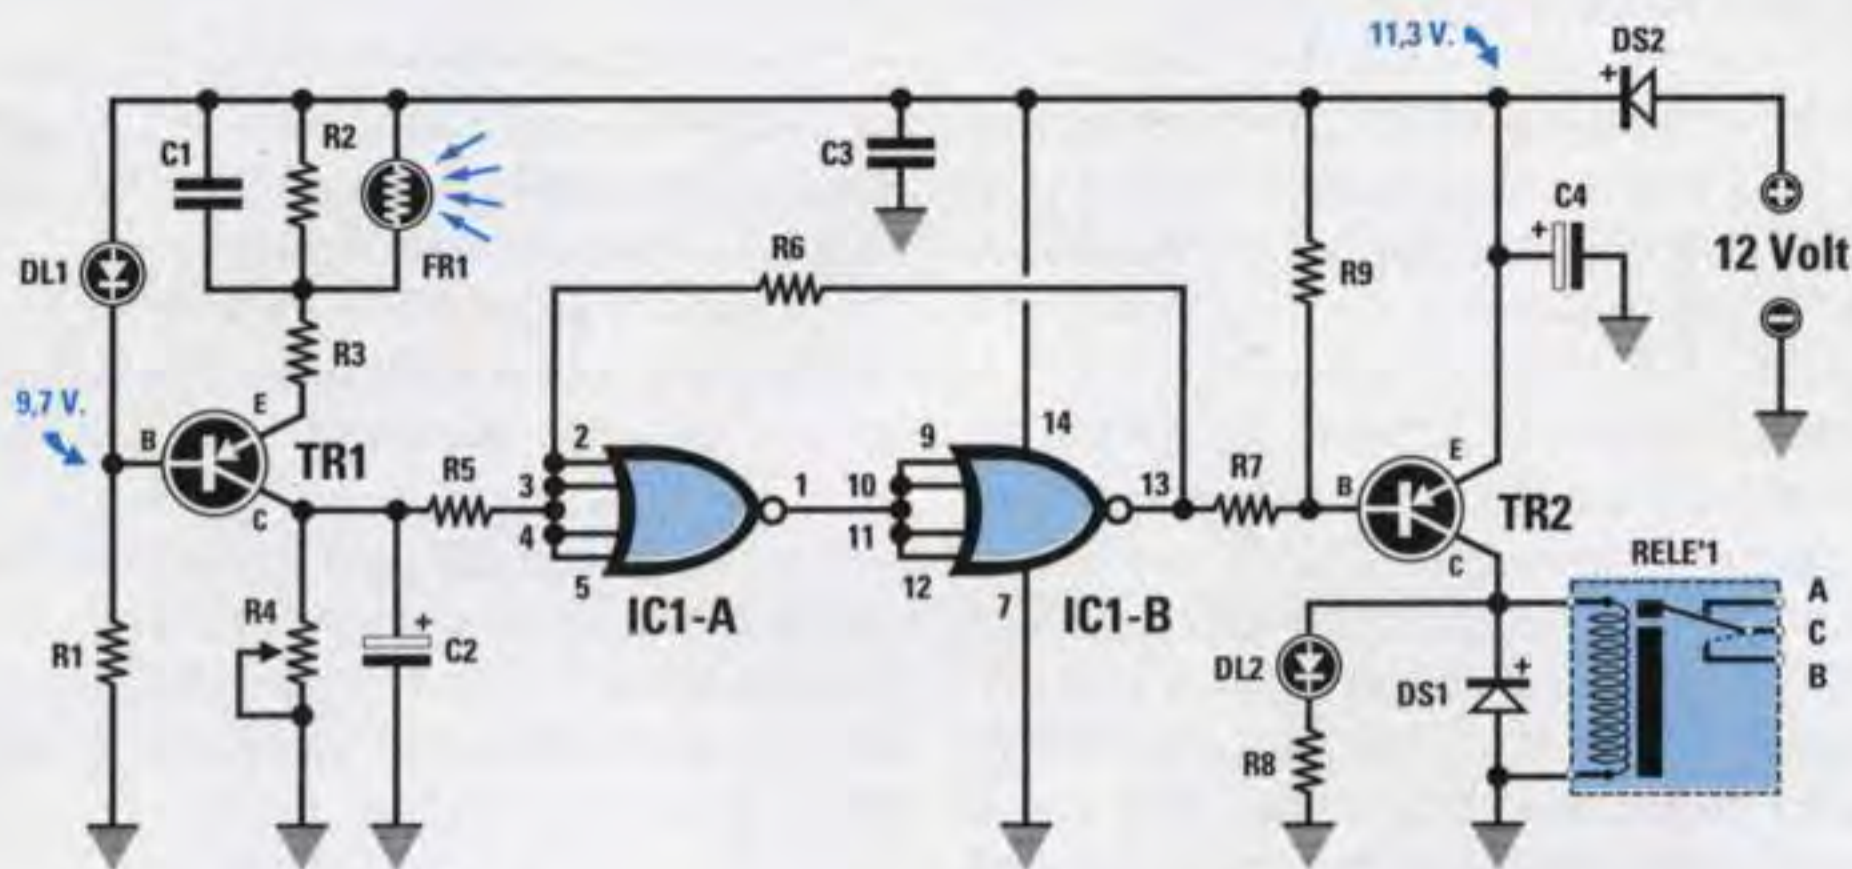 11,3 V.
DS2
C1
R2
C3
C4
12 Volt
DL1
FR1
R6
R9
R3
9,7 V.
B
E
C
TR1
R5
2
3
4
5
1
IC1-A
9
10
11
12
14
7
13
IC1-B
R7
B
E
C
TR2
RELE'1
A
C
B
R1
R4
C2
DL2
DS1
R8